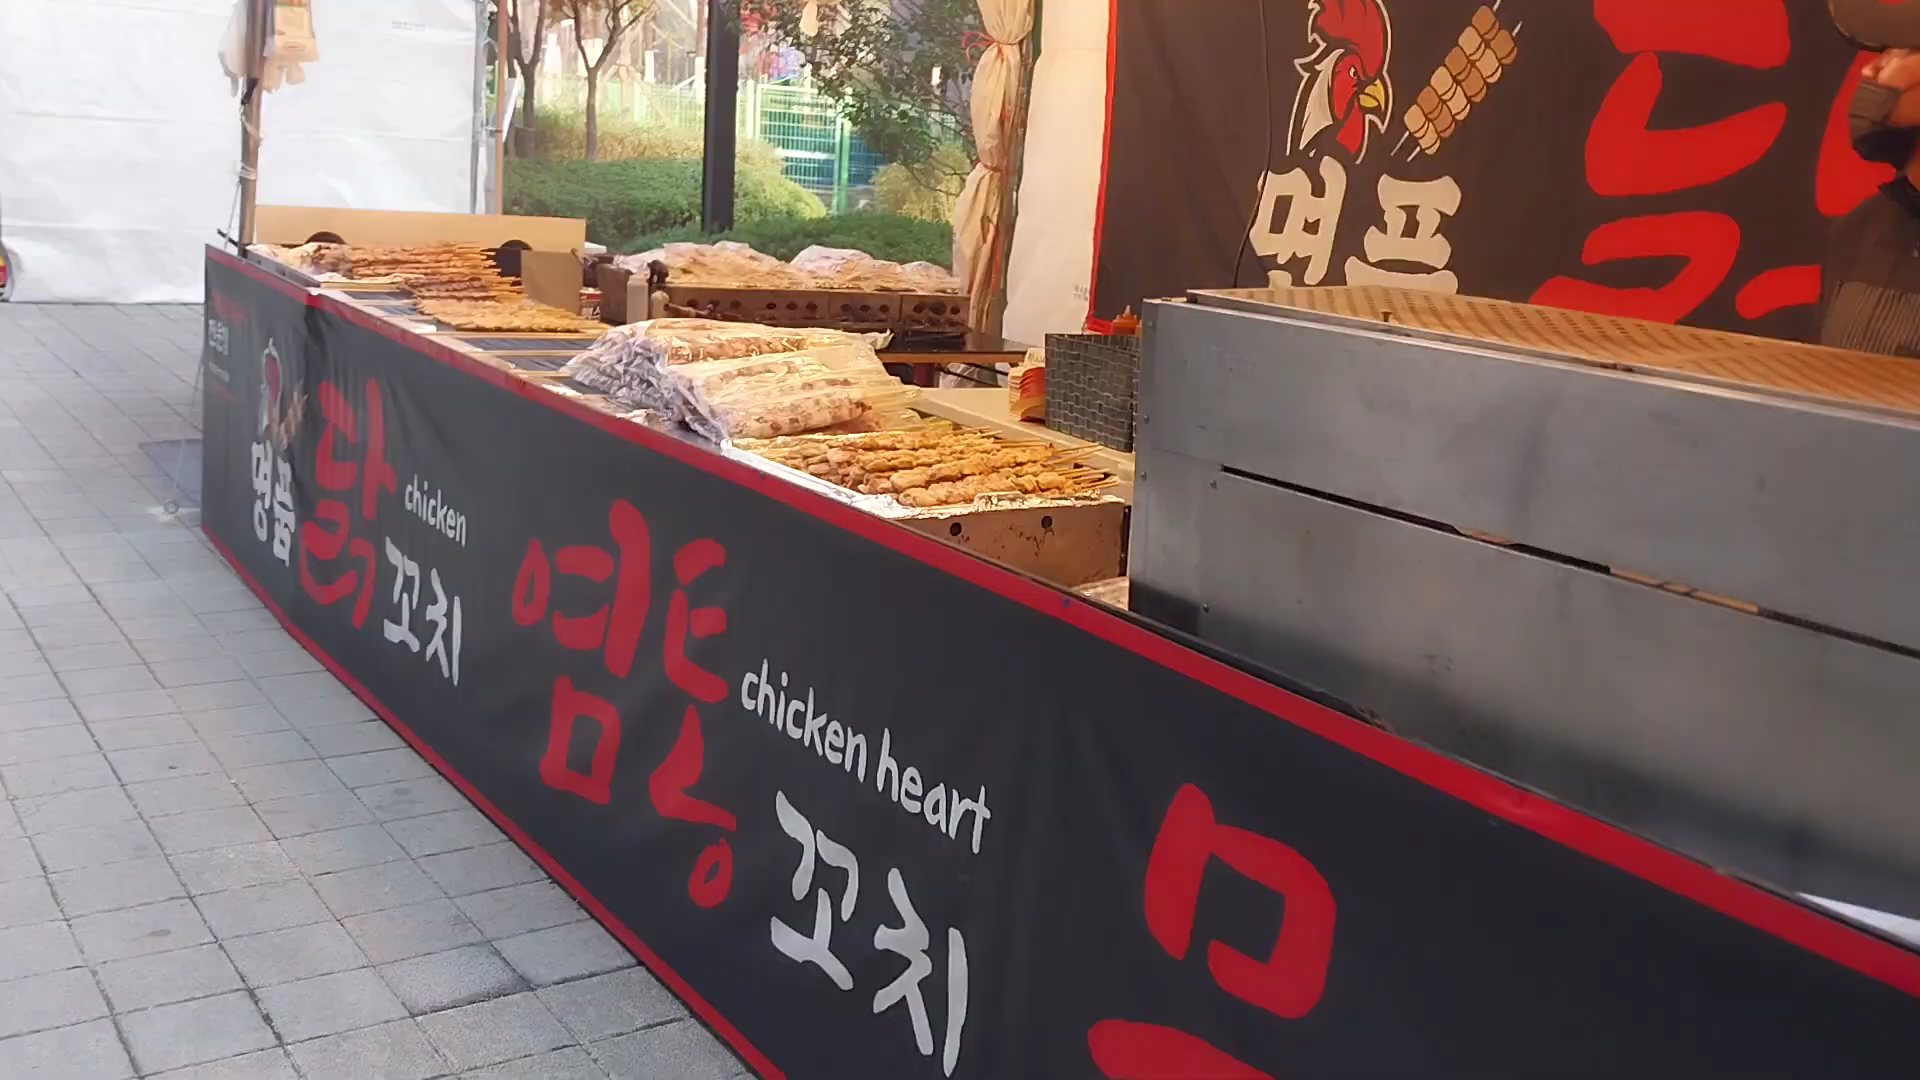 명품
명품
닭
chicken
꼬치
염통
chicken heart
꼬치